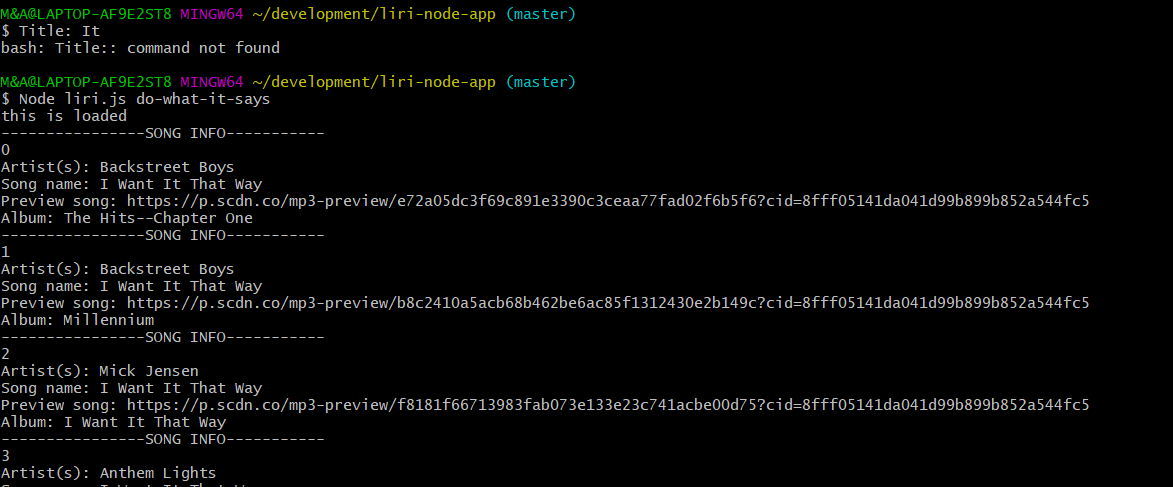 M&A@LAPTOP-AF9E2ST8 MINGW64 ~/development/liri-node-app (master)
$ Title: It
bash: Title:: command not found
M&A@LAPTOP-AF9E2ST8 MINGW64 ~/development/liri-node-app (master)
$ Node liri.js do-what-it-says
this is loaded
----------------SONG INFO-----------
0
Artist(s): Backstreet Boys
Song name: I Want It That Way
Preview song: https://p.scdn.co/mp3-preview/e72a05dc3f69c891e3390c3ceaa77fad02f6b5f6?cid=8fff05141da041d99b899b852a544fc5
Album: The Hits--Chapter One
----------------SONG INFO-----------
1
Artist(s): Backstreet Boys
Song name: I Want It That Way
Preview song: https://p.scdn.co/mp3-preview/b8c2410a5acb68b462be6ac85f1312430e2b149c?cid=8fff05141da041d99b899b852a544fc5
Album: Millennium
----------------SONG INFO-----------
2
Artist(s): Mick Jensen
Song name: I Want It That Way
Preview song: https://p.scdn.co/mp3-preview/f8181f66713983fab073e133e23c741acbe00d75?cid=8fff05141da041d99b899b852a544fc5
Album: I Want It That Way
----------------SONG INFO-----------
3
Artist(s): Anthem Lights